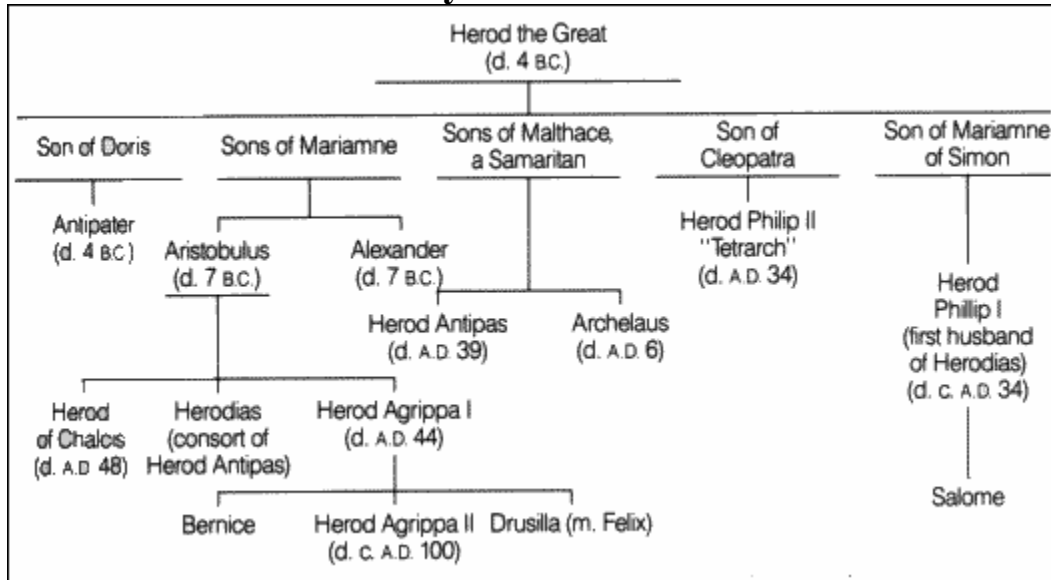 Herod the Great
(d. 4 B.C.)
Son of Doris
Sons of Mariamne
Sons of Malthace,
a Samaritan
Son of
Cleopatra
Son of Mariamne
of Simon
Antipater
(d. 4 B.C)
Aristobulus
(d. 7 B.C.)
Alexander
(d. 7 B.C.)
Herod Philip II
"Tetrarch"
(d. A.D. 34)
Herod Antipas
(d. A.D. 39)
Archelaus
(d. A.D. 6)
Herod
Phillip I
(first husband
of Herodias)
(d. c. A.D. 34)
Herod
of Chalcis
(d. A.D 48)
Herodias
(consort of
Herod Antipas)
Herod Agrippa I
(d. A.D. 44)
Salome
Bernice
Herod Agrippa II
(d. c. A.D. 100)
Drusilla (m. Felix)